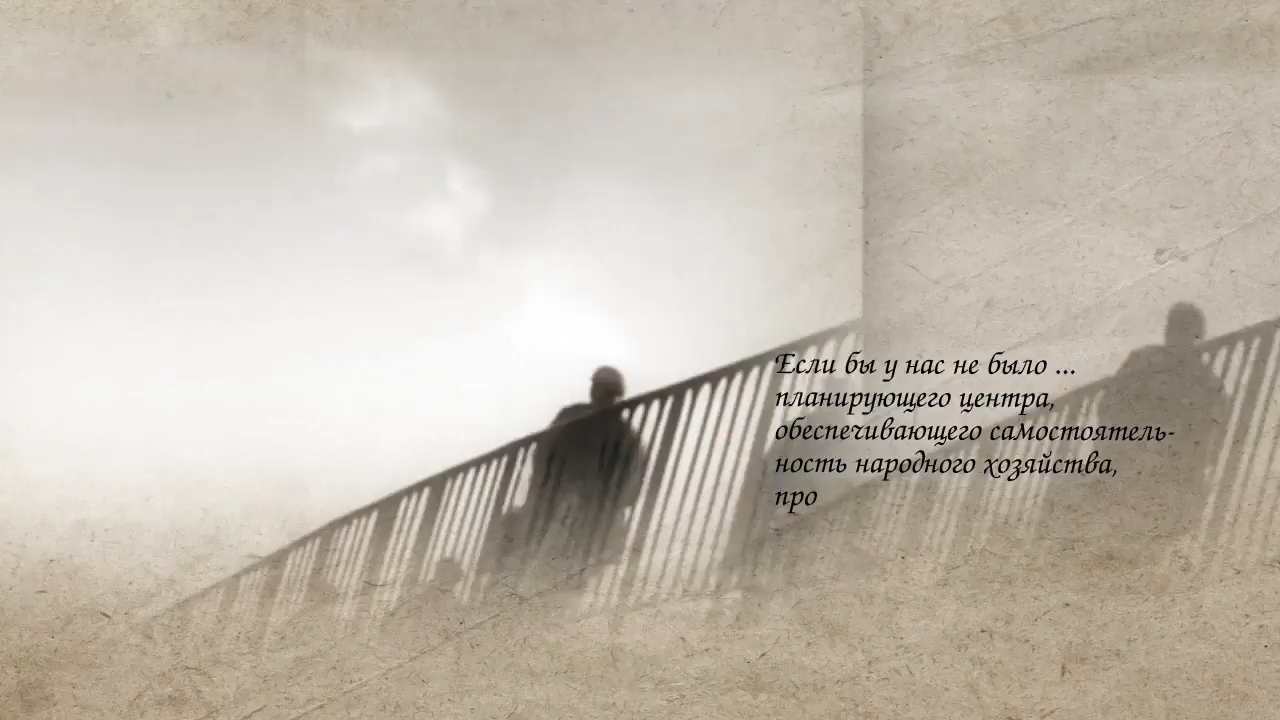 Если бы у нас не было ...
планирующего центра,
обеспечивающего самостоятель-
ность народного хозяйства,
про